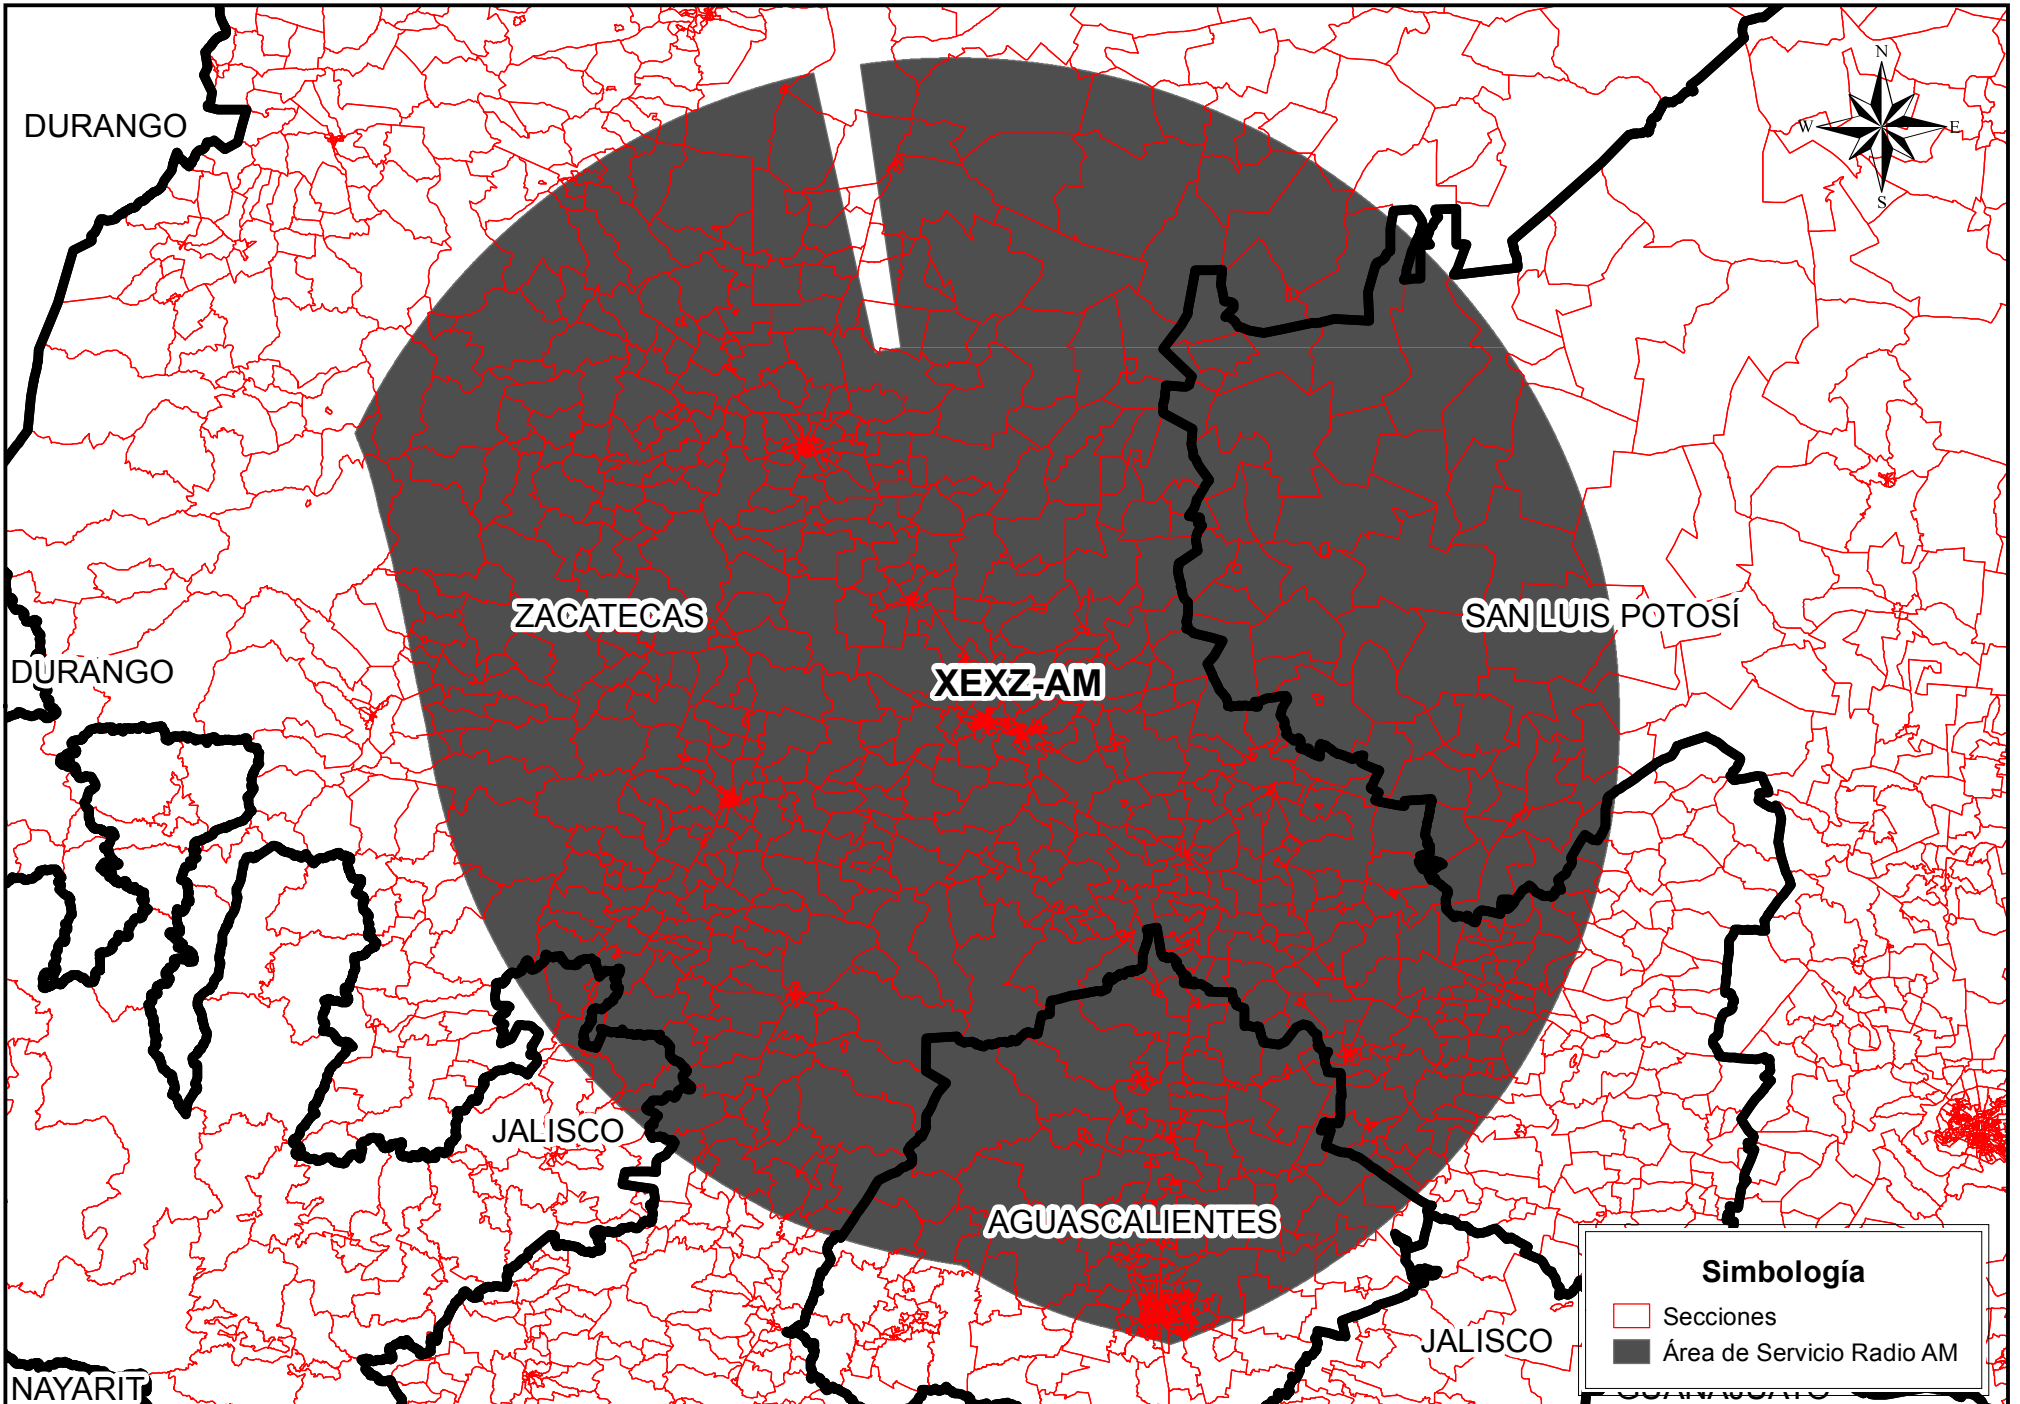 N
DURANGO
W
E
S
ZACATECAS
SAN LUIS POTOSÍ
DURANGO
XEXZ-AM
JALISCO
AGUASCALIENTES
Simbología
Secciones
JALISCO
Área de Servicio Radio AM
NAYARIT
GUANAJUATO